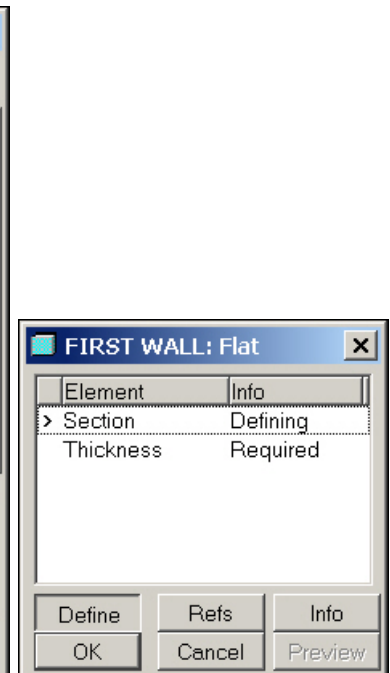 FIRST WALL: Flat
Element Info
> Section Defining
Thickness Required
Define Refs Info
OK Cancel Preview